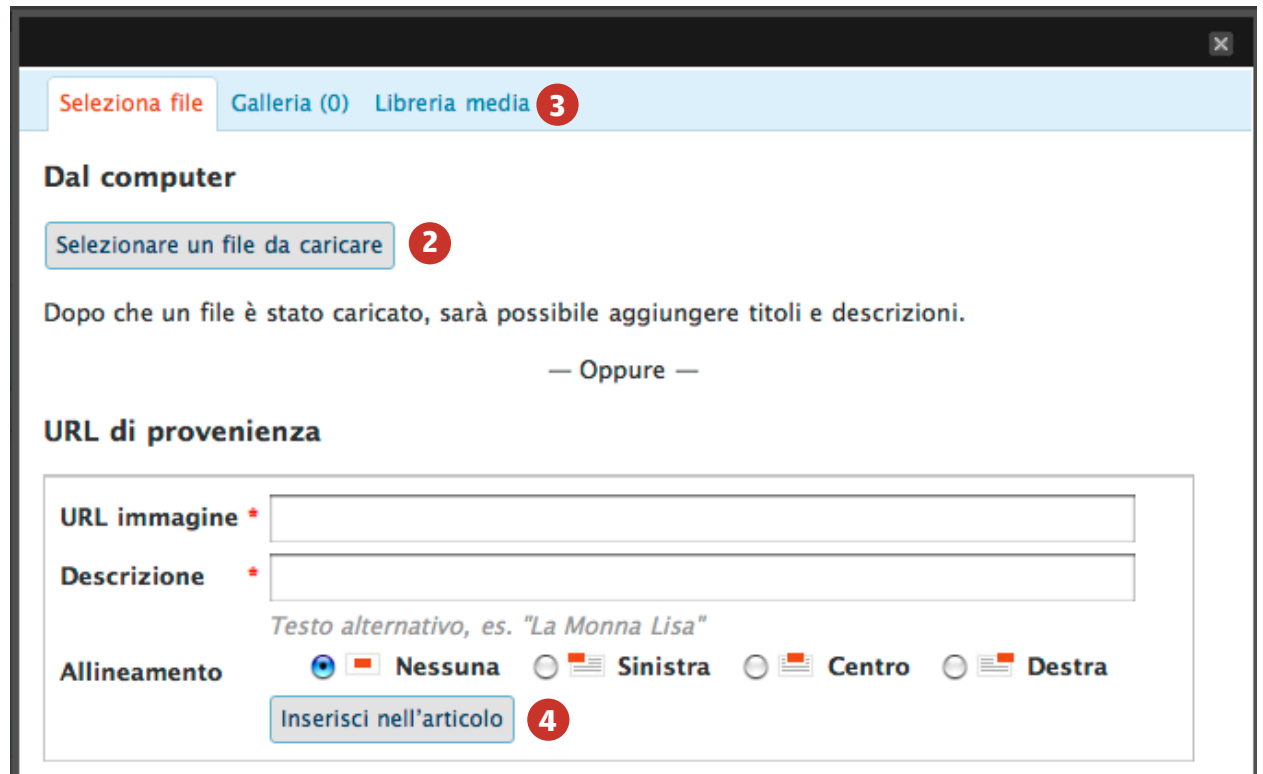 Seleziona file Galleria (0) Libreria media 3
Dal computer
Selezionare un file da caricare 2
Dopo che un file è stato caricato, sarà possibile aggiungere titoli e descrizioni.
— Oppure —
URL di provenienza
URL immagine *
Descrizione *
Testo alternativo, es. "La Monna Lisa"
Allineamento Nessuna Sinistra Centro Destra
Inserisci nell'articolo 4